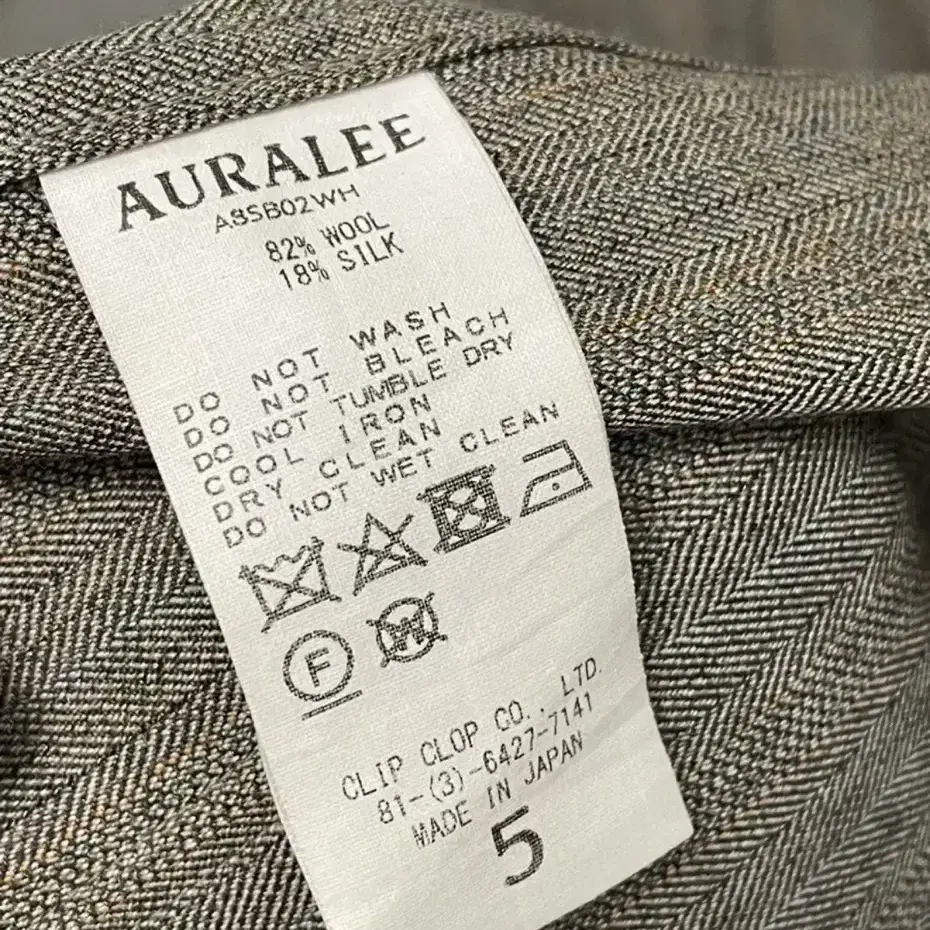 AURALEE
A8SB02WH
82% WOOL
18% SILK
DO NOT WASH
DO NOT BLEACH
DO NOT TUMBLE DRY
COOL IRON
DRY CLEAN
DO NOT WET CLEAN
F W
CLIP CLOP CO., LTD.
81-(3)-6427-7141
MADE IN JAPAN
5